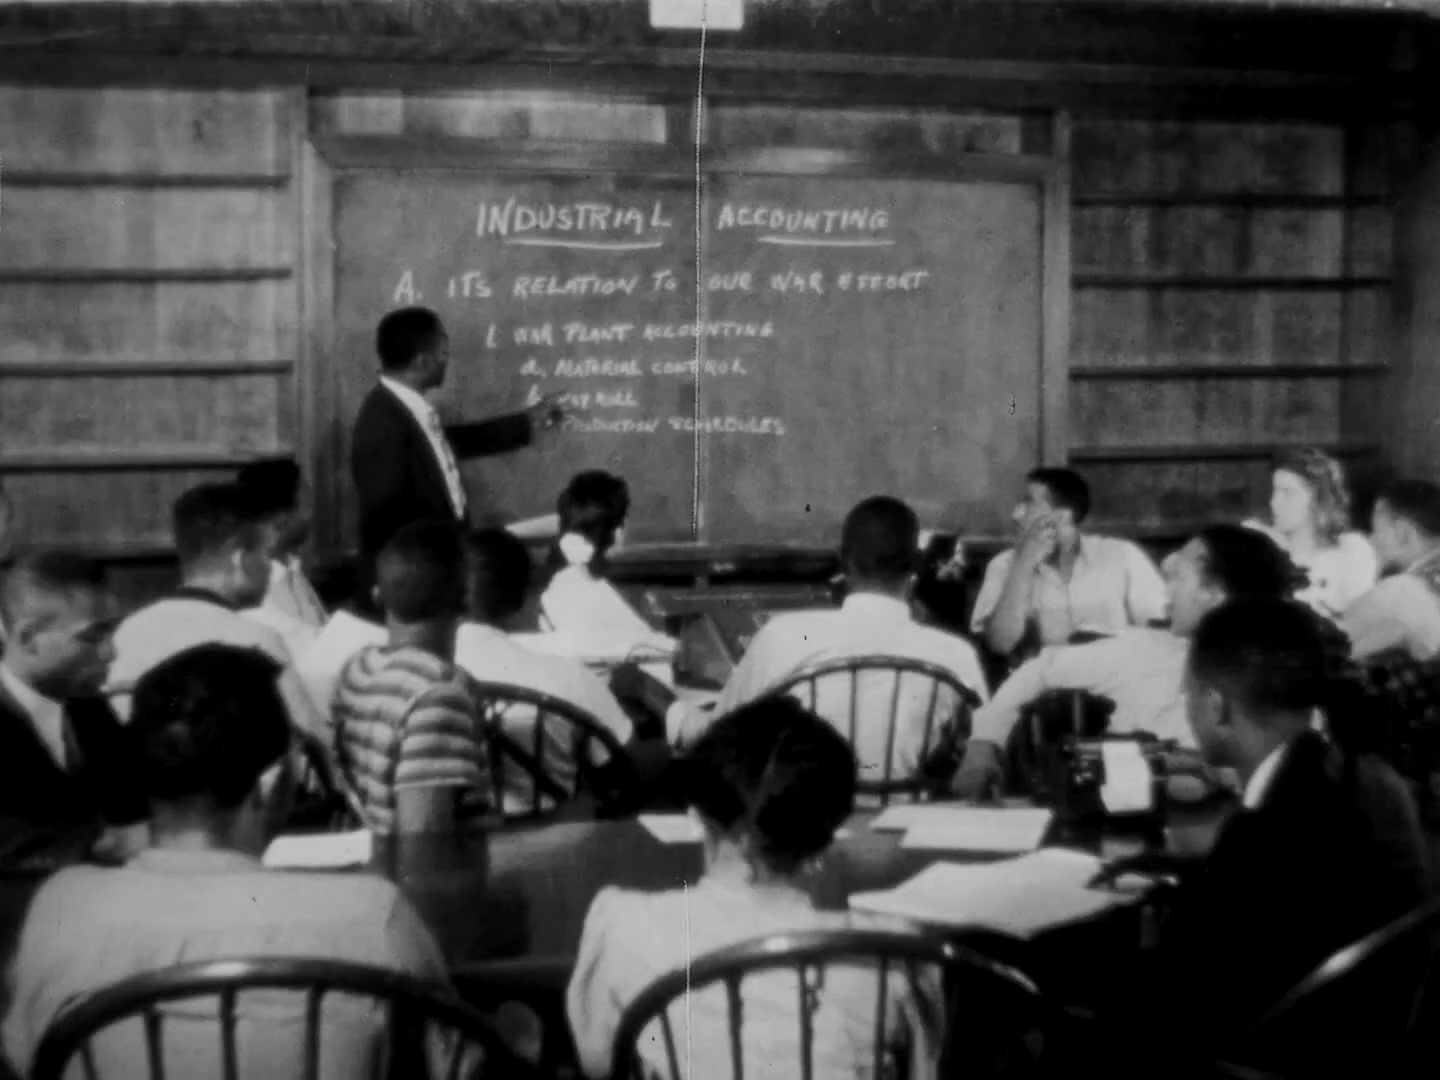 INDUSTRIAL ACCOUNTING
A. ITS RELATION TO OUR WAR EFFORT
1. WAR PLANT ACCOUNTING
a. MATERIAL CONTROL
b. PAYROLL
PRODUCTION SCHEDULES